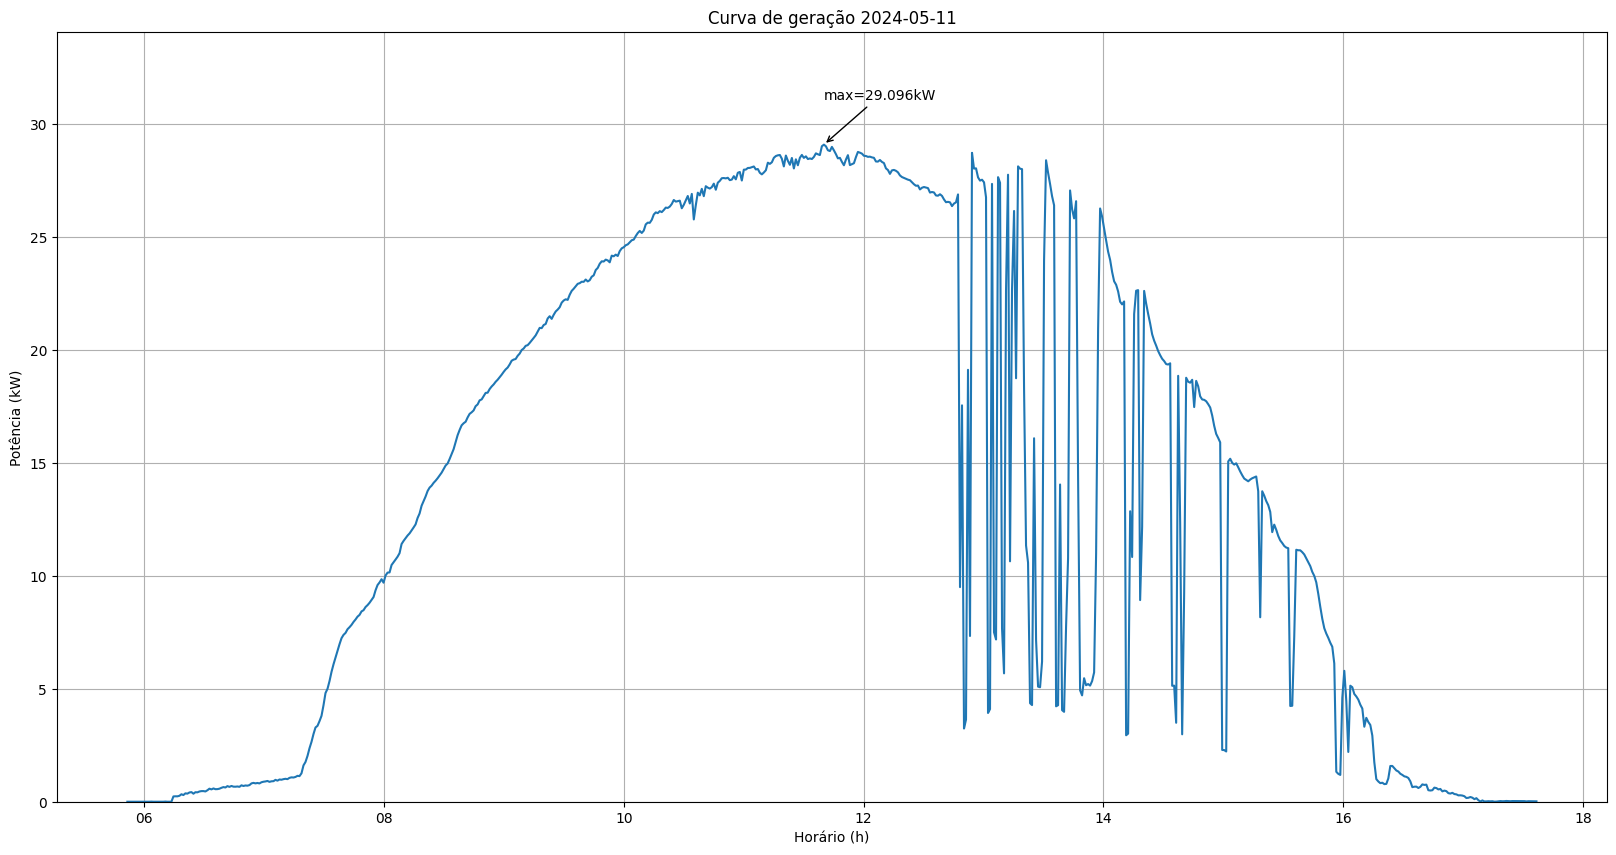 Curva de geração 2024-05-11
max=29.096kW
30
25
20
15
10
5
0
Potência (kW)
06 08 10 12 14 16 18
Horário (h)